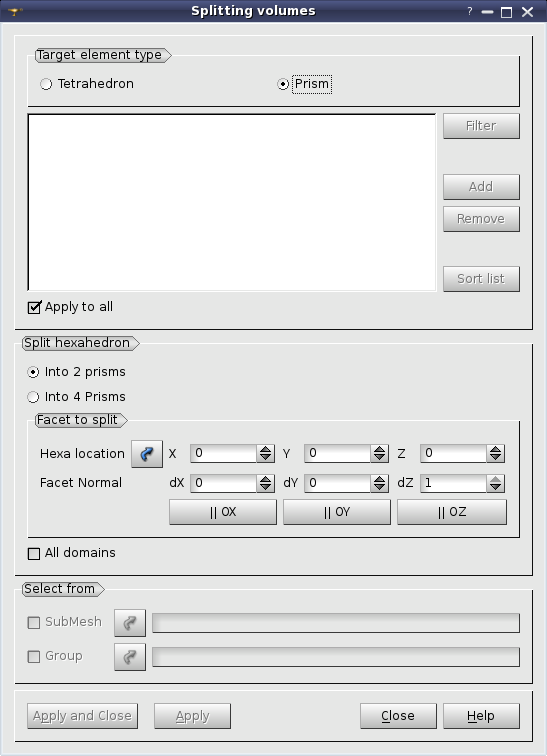 Splitting volumes
?
Target element type
Tetrahedron Prism
Filter
Add
Remove
Sort list
Apply to all
Split hexahedron
Into 2 prisms
Into 4 Prisms
Facet to split
Hexa location X 0 Y 0 Z 0
Facet Normal dX 0 dY 0 dZ 1
|| OX || OY || OZ
All domains
Select from
SubMesh
Group
Apply and Close Apply Close Help